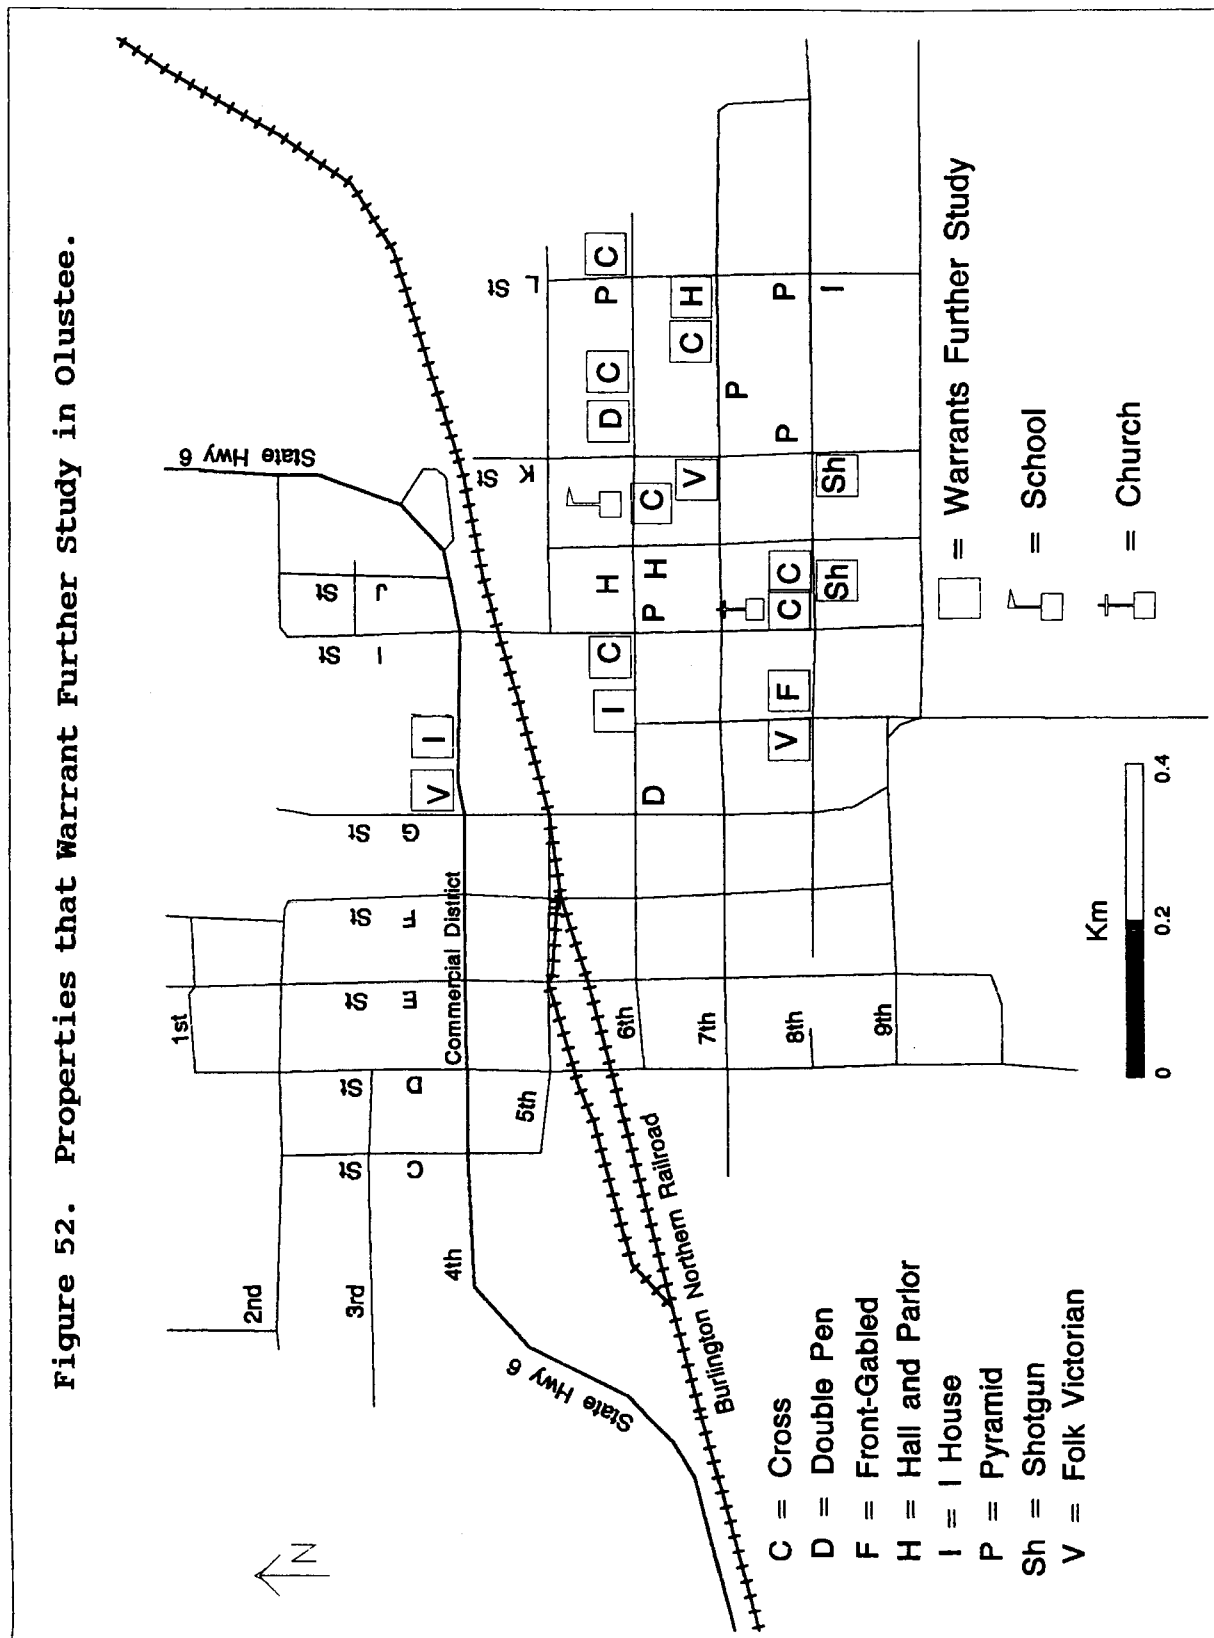 Figure 52. Properties that Warrant Further Study in Olustee.
N
State Hwy 6
1st
2nd
3rd
4th
5th
6th
7th
8th
9th
C St
D St
E St
F St
G St
I St
J St
K St
L St
Commercial District
State Hwy 6
Burlington Northern Railroad
V I
I C
H
D C P C
D
P H
C
V
C H
P
V F
C C
P P
Sh Sh I
C = Cross
D = Double Pen
F = Front-Gabled
H = Hall and Parlor
I = I House
P = Pyramid
Sh = Shotgun
V = Folk Victorian
Km
0 0.2 0.4
= Warrants Further Study
= School
= Church